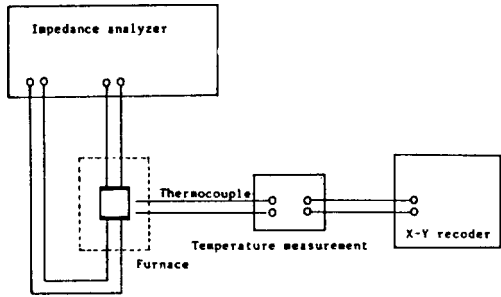 Impedance analyzer
Thermocouple
Temperature measurement
X-Y recoder
Furnace